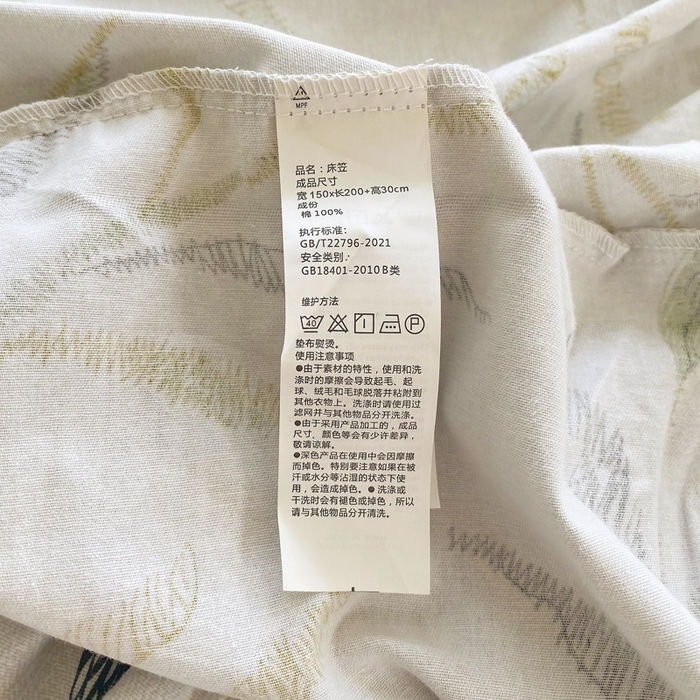 MPF
品名：床笠
成品尺寸
宽150x长200+高30cm
成份
棉 100%
执行标准：
GB/T22796-2021
安全类别：
GB18401-2010 B类
维护方法
40 P
垫布熨烫。
使用注意事项
●由于素材的特性，使用和洗
涤时的摩擦会导致起毛、起
球、绒毛和毛球脱落并粘附到
其他衣物上。洗涤时请使用过
滤网并与其他物品分开洗涤。
●由于采用产品加工的，成品
尺寸、颜色等会有少许差异，
敬请谅解。
●深色产品在使用中会因摩擦
而掉色。特别要注意如果在被
汗或水分等沾湿的状态下使
用，会造成掉色。●洗涤或
干洗时会有褪色或掉色，所以
请与其他物品分开清洗。